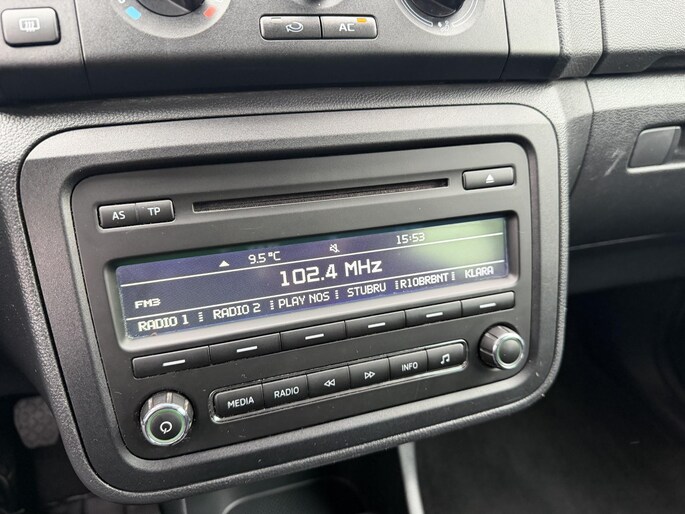 AC
AS TP
9.5 °C 15:53
102.4 MHz
FM3
RADIO 1 RADIO 2 PLAY NOS STUBRU R10BRBNT KLARA
MEDIA RADIO INFO